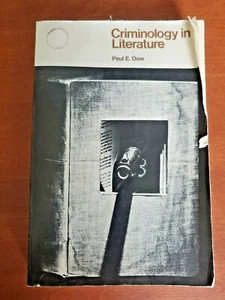 Criminology in
Literature
Paul E. Dow